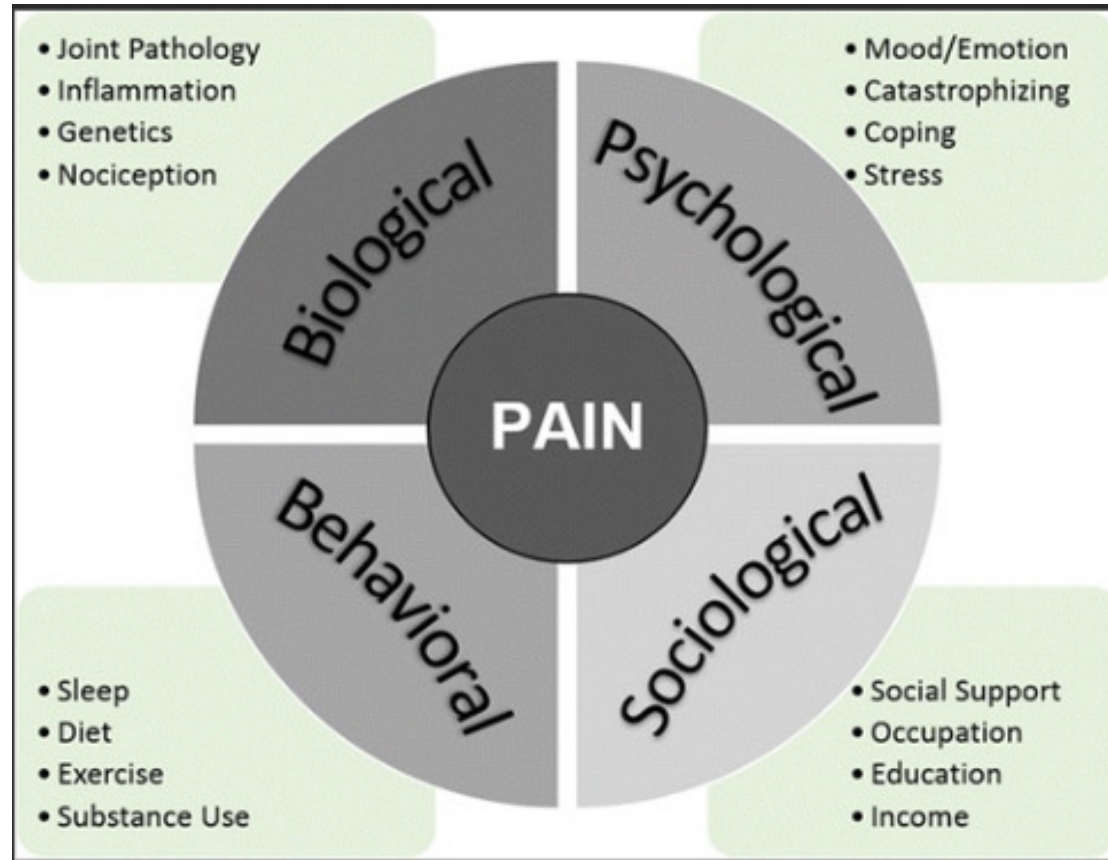 • Joint Pathology
• Inflammation
• Genetics
• Nociception
• Mood/Emotion
• Catastrophizing
• Coping
• Stress
Biological
Psychological
PAIN
Behavioral
Sociological
• Sleep
• Diet
• Exercise
• Substance Use
• Social Support
• Occupation
• Education
• Income